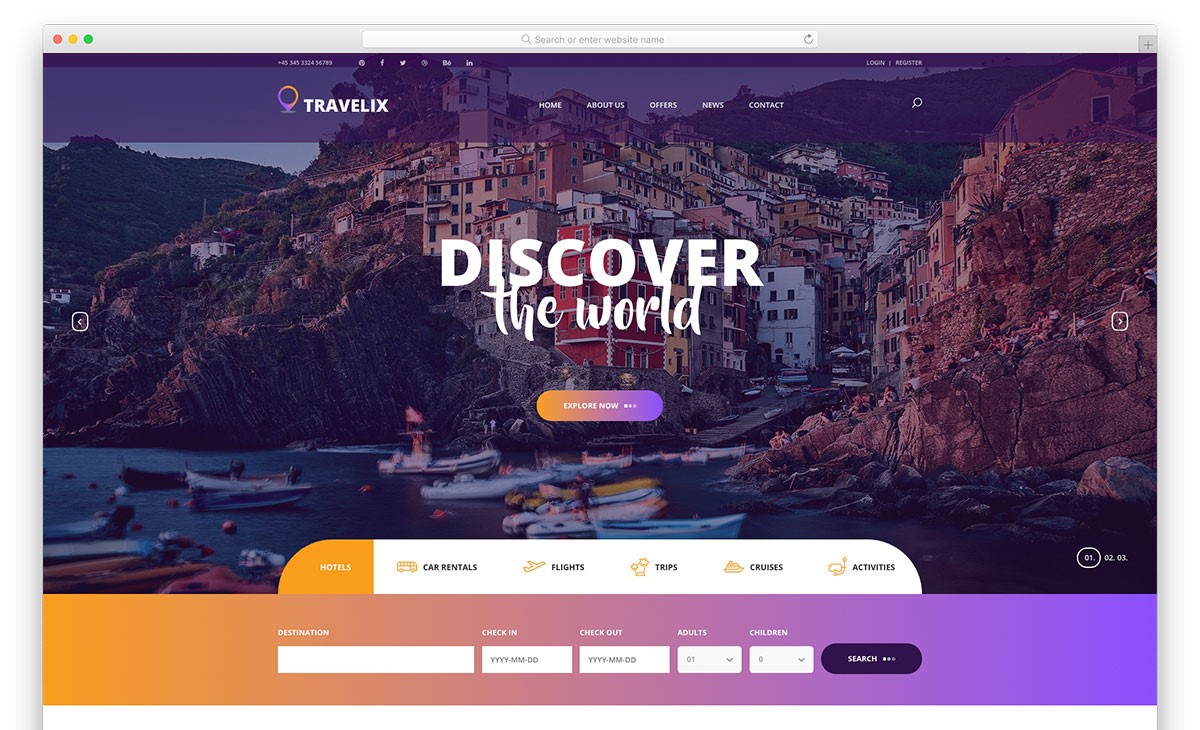 Search or enter website name
+45 345 3324 56789 LOGIN | REGISTER
TRAVELIX HOME ABOUT US OFFERS NEWS CONTACT
DISCOVER
the world
EXPLORE NOW
HOTELS CAR RENTALS FLIGHTS TRIPS CRUISES ACTIVITIES
01. 02. 03.
DESTINATION CHECK IN CHECK OUT ADULTS CHILDREN
YYYY-MM-DD YYYY-MM-DD 01 0 SEARCH